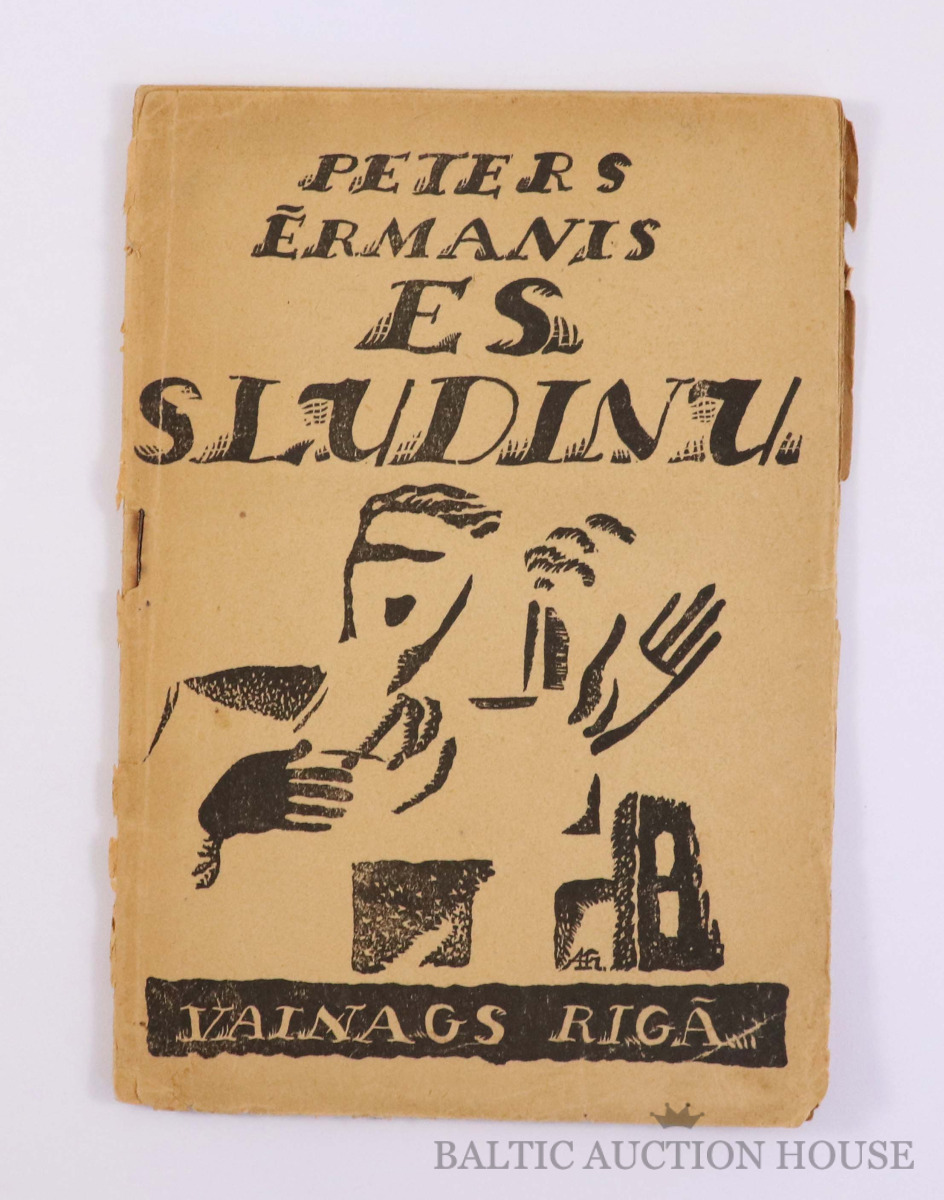 PETERS
ĒRMANIS
ES
SLUDINU
VAINAGS RIGĀ
BALTIC AUCTION HOUSE